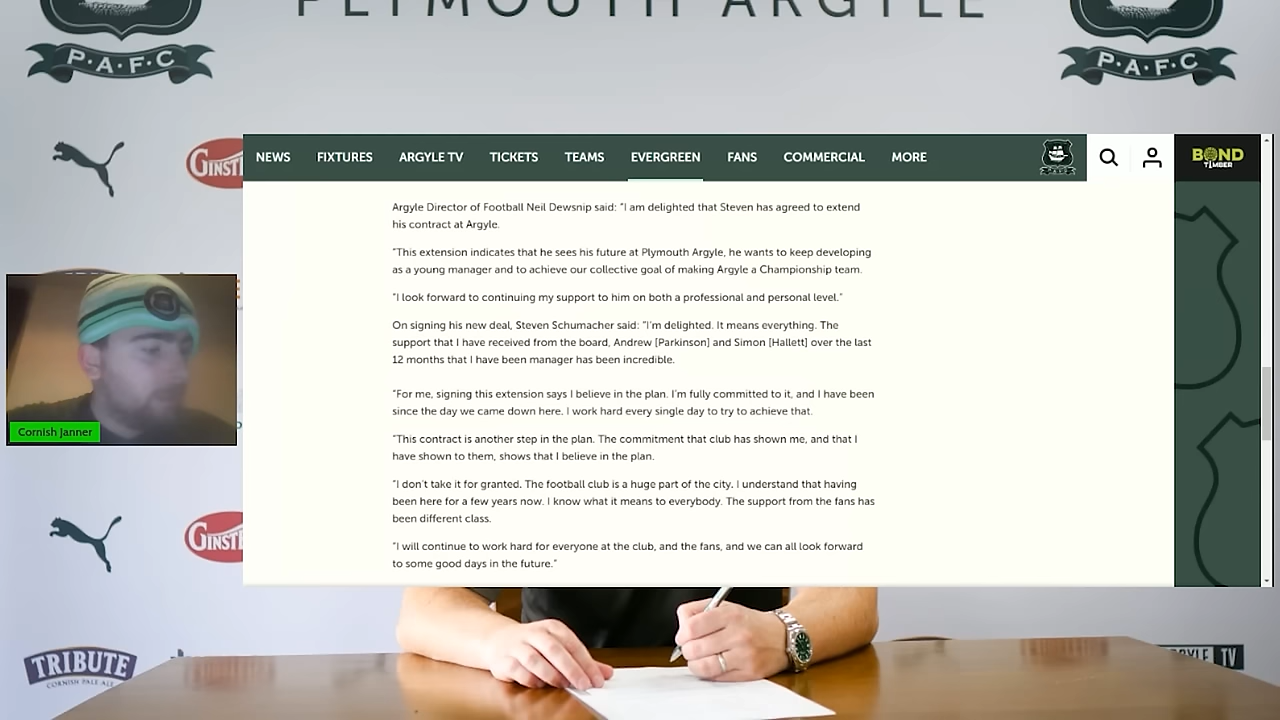 PLYMOUTH ARGYLE
P·A·F·C
P·A·F·C
GINST
NEWS FIXTURES ARGYLE TV TICKETS TEAMS EVERGREEN FANS COMMERCIAL MORE
BOND
TIMBER
Argyle Director of Football Neil Dewsnip said: "I am delighted that Steven has agreed to extend
his contract at Argyle.
"This extension indicates that he sees his future at Plymouth Argyle, he wants to keep developing
as a young manager and to achieve our collective goal of making Argyle a Championship team.
"I look forward to continuing my support to him on both a professional and personal level."
On signing his new deal, Steven Schumacher said: "I'm delighted. It means everything. The
support that I have received from the board, Andrew [Parkinson] and Simon [Hallett] over the last
12 months that I have been manager has been incredible.
"For me, signing this extension says I believe in the plan. I'm fully committed to it, and I have been
since the day we came down here. I work hard every single day to try to achieve that.
"This contract is another step in the plan. The commitment that club has shown me, and that I
have shown to them, shows that I believe in the plan.
"I don't take it for granted. The football club is a huge part of the city. I understand that having
been here for a few years now. I know what it means to everybody. The support from the fans has
been different class.
"I will continue to work hard for everyone at the club, and the fans, and we can all look forward
to some good days in the future."
Cornish Janner
GINST
TRIBUTE
CORNISH PALE ALE
GYLE TV